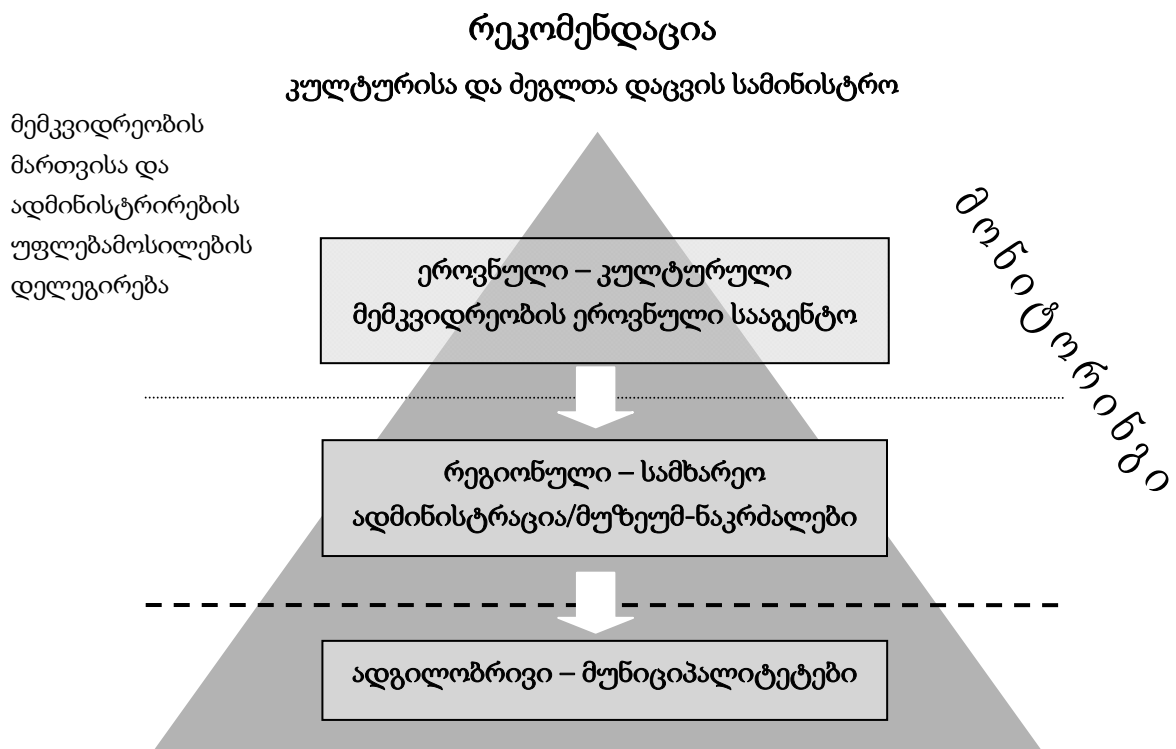 რეკომენდაცია
კულტურისა და ძეგლთა დაცვის სამინისტრო
მემკვიდრეობის
მართვისა და
ადმინისტრირების
უფლებამოსილების
დელეგირება
მონიტორინგი
ეროვნული – კულტურული
მემკვიდრეობის ეროვნული სააგენტო
რეგიონული – სამხარეო
ადმინისტრაცია/მუზეუმ-ნაკრძალები
ადგილობრივი – მუნიციპალიტეტები